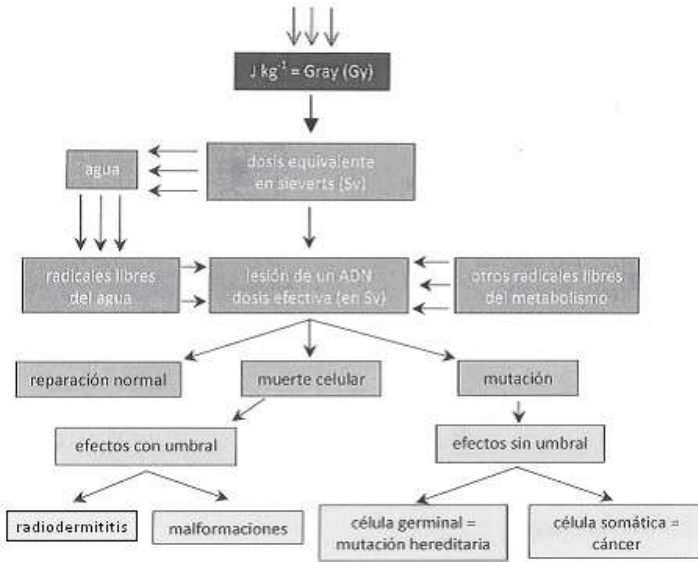 J kg⁻¹ = Gray (Gy)
agua
dosis equivalente
en sieverts (Sv)
radicales libres
del agua
lesión de un ADN
dosis efectiva (en Sv)
otros radicales libres
del metabolismo
reparación normal
muerte celular
mutación
efectos con umbral
efectos sin umbral
radiodermititis
malformaciones
célula germinal =
mutación hereditaria
célula somática =
cáncer